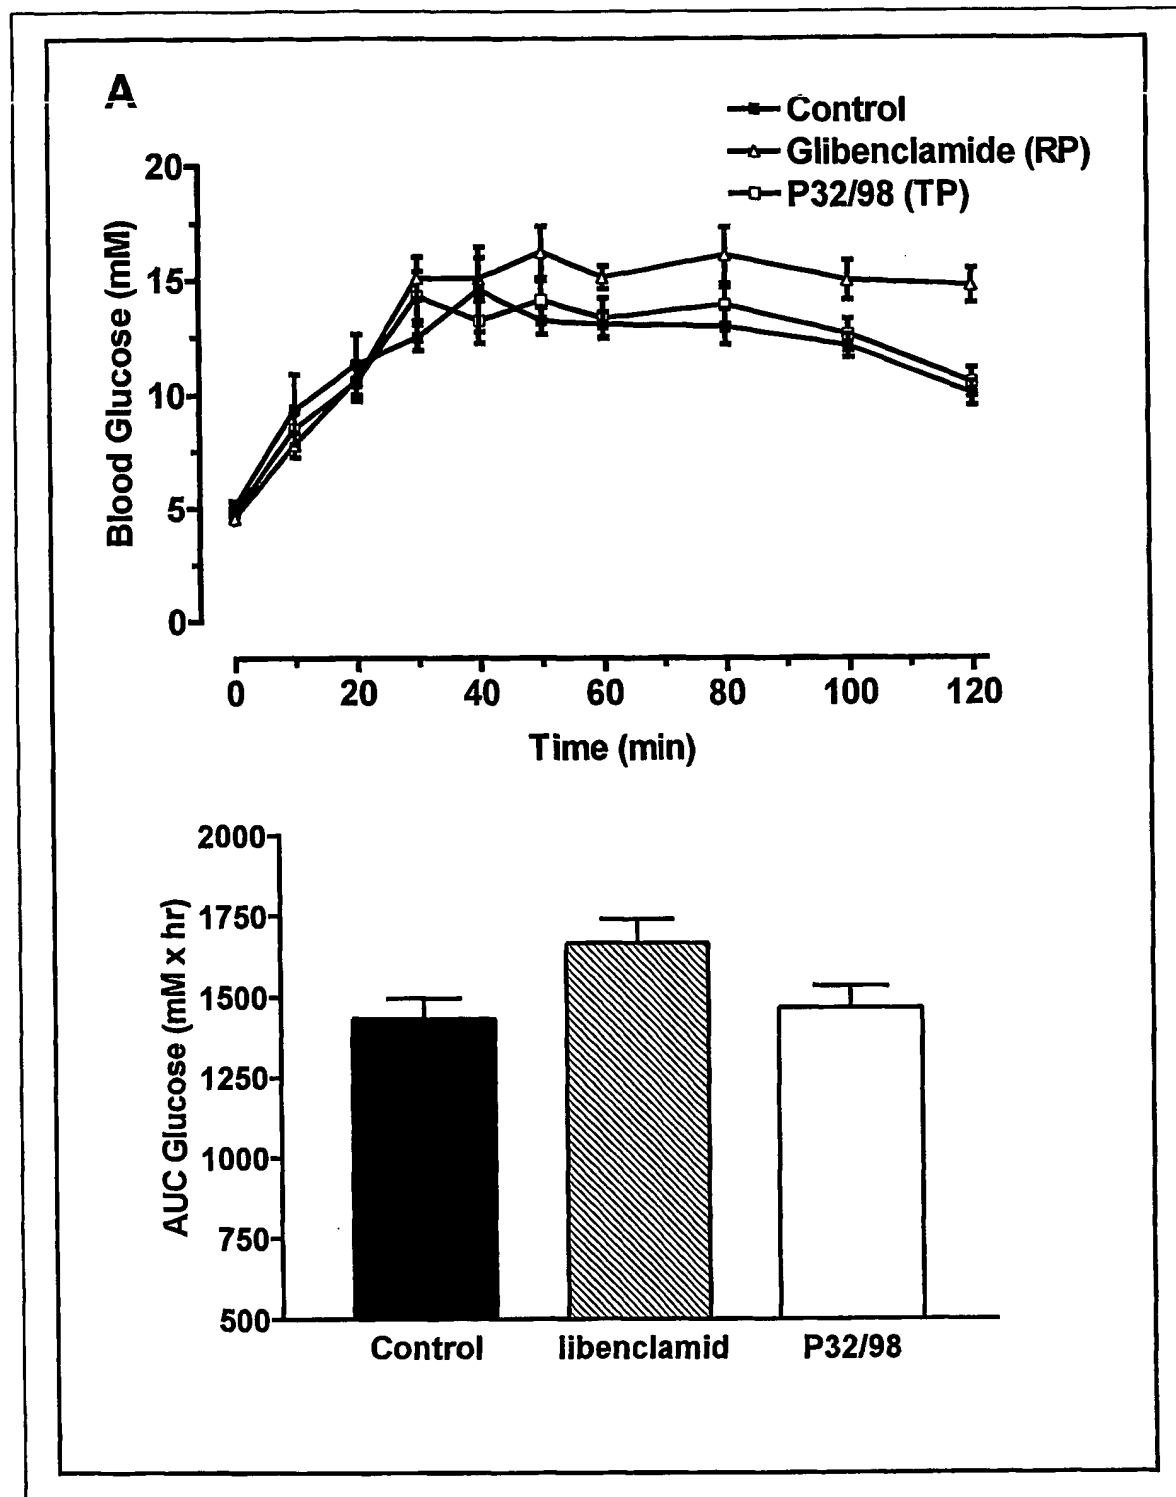 A
Control
Glibenclamide (RP)
P32/98 (TP)
20
15
10
5
0
Blood Glucose (mM)
0 20 40 60 80 100 120
Time (min)
2000
1750
1500
1250
1000
750
500
AUC Glucose (mM x hr)
Control libenclamid P32/98